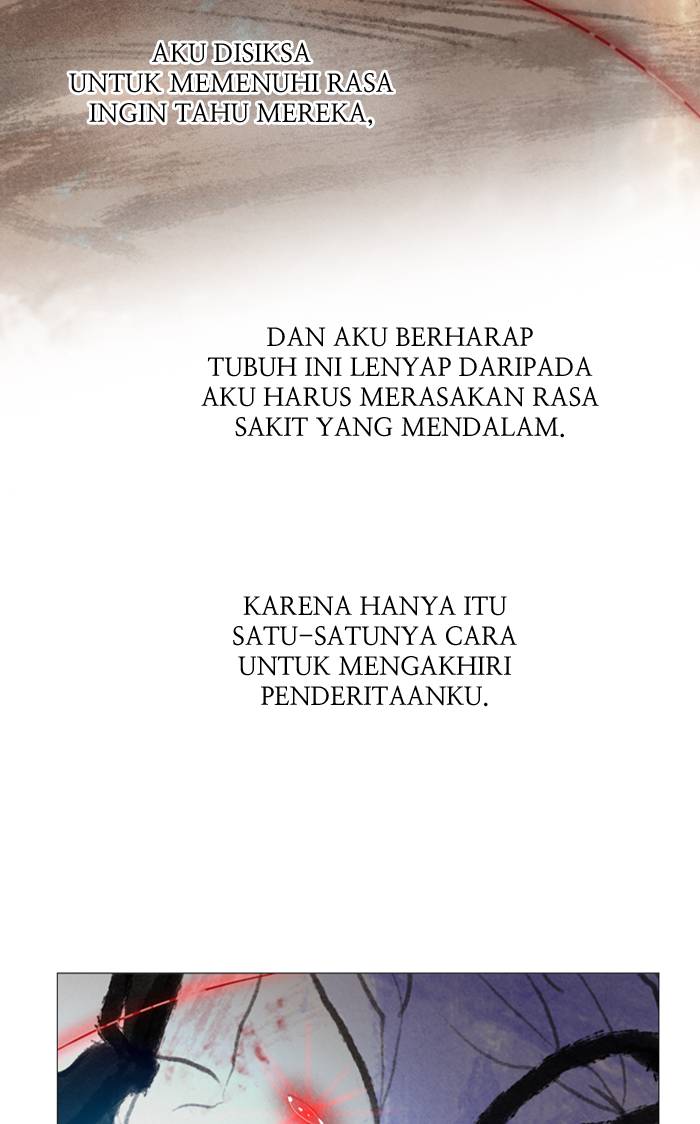 AKU DISIKSA
UNTUK MEMENUHI RASA
INGIN TAHU MEREKA,
DAN AKU BERHARAP
TUBUH INI LENYAP DARIPADA
AKU HARUS MERASAKAN RASA
SAKIT YANG MENDALAM.
KARENA HANYA ITU
SATU-SATUNYA CARA
UNTUK MENGAKHIRI
PENDERITAANKU.